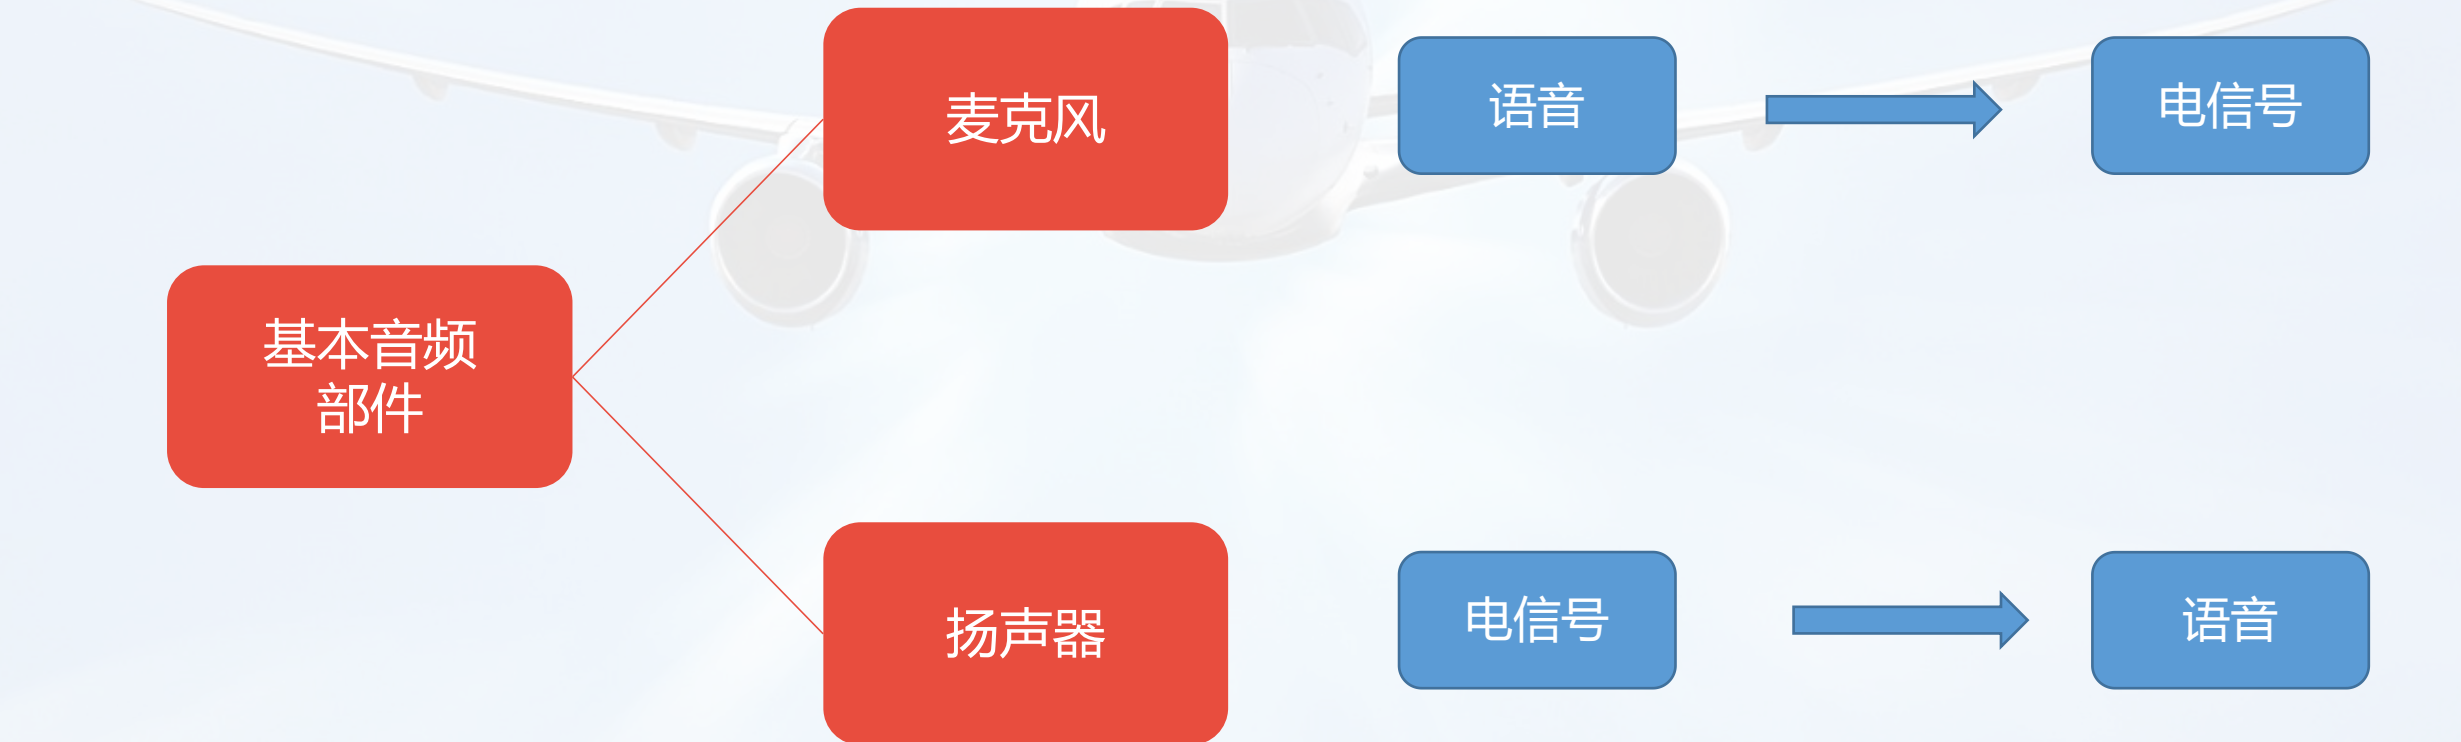 麦克风
语音
电信号
基本音频
部件
扬声器
电信号
语音